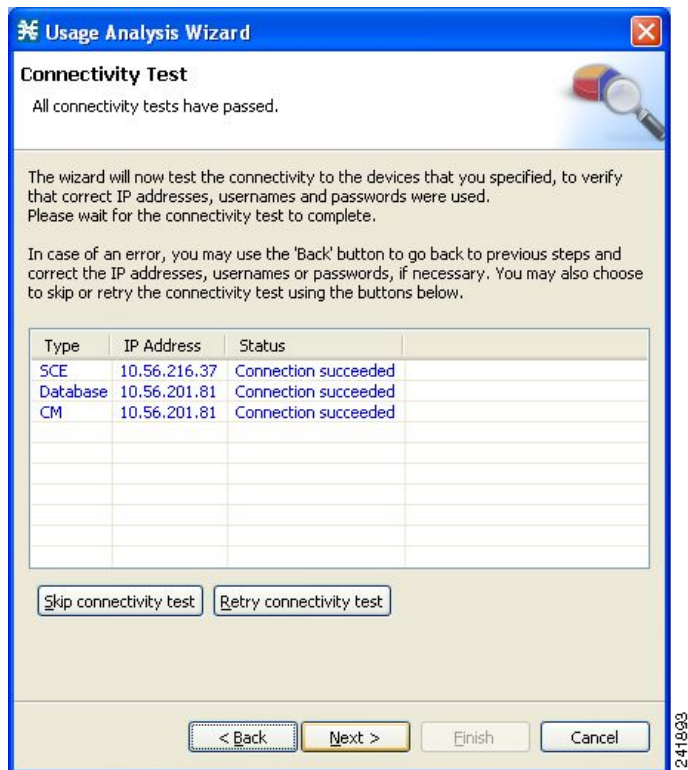 Usage Analysis Wizard
Connectivity Test
All connectivity tests have passed.
The wizard will now test the connectivity to the devices that you specified, to verify
that correct IP addresses, usernames and passwords were used.
Please wait for the connectivity test to complete.
In case of an error, you may use the 'Back' button to go back to previous steps and
correct the IP addresses, usernames or passwords, if necessary. You may also choose
to skip or retry the connectivity test using the buttons below.
Type IP Address Status
SCE 10.56.216.37 Connection succeeded
Database 10.56.201.81 Connection succeeded
CM 10.56.201.81 Connection succeeded
Skip connectivity test Retry connectivity test
< Back Next > Finish Cancel
241893